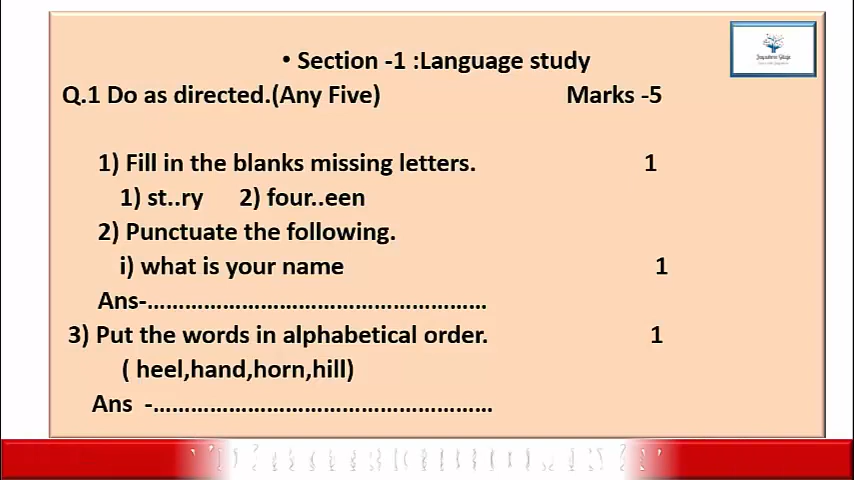 • Section -1 :Language study
Q.1 Do as directed.(Any Five) Marks -5
1) Fill in the blanks missing letters. 1
1) st..ry 2) four..een
2) Punctuate the following.
i) what is your name 1
Ans-......................................................
3) Put the words in alphabetical order. 1
( heel,hand,horn,hill)
Ans -......................................................